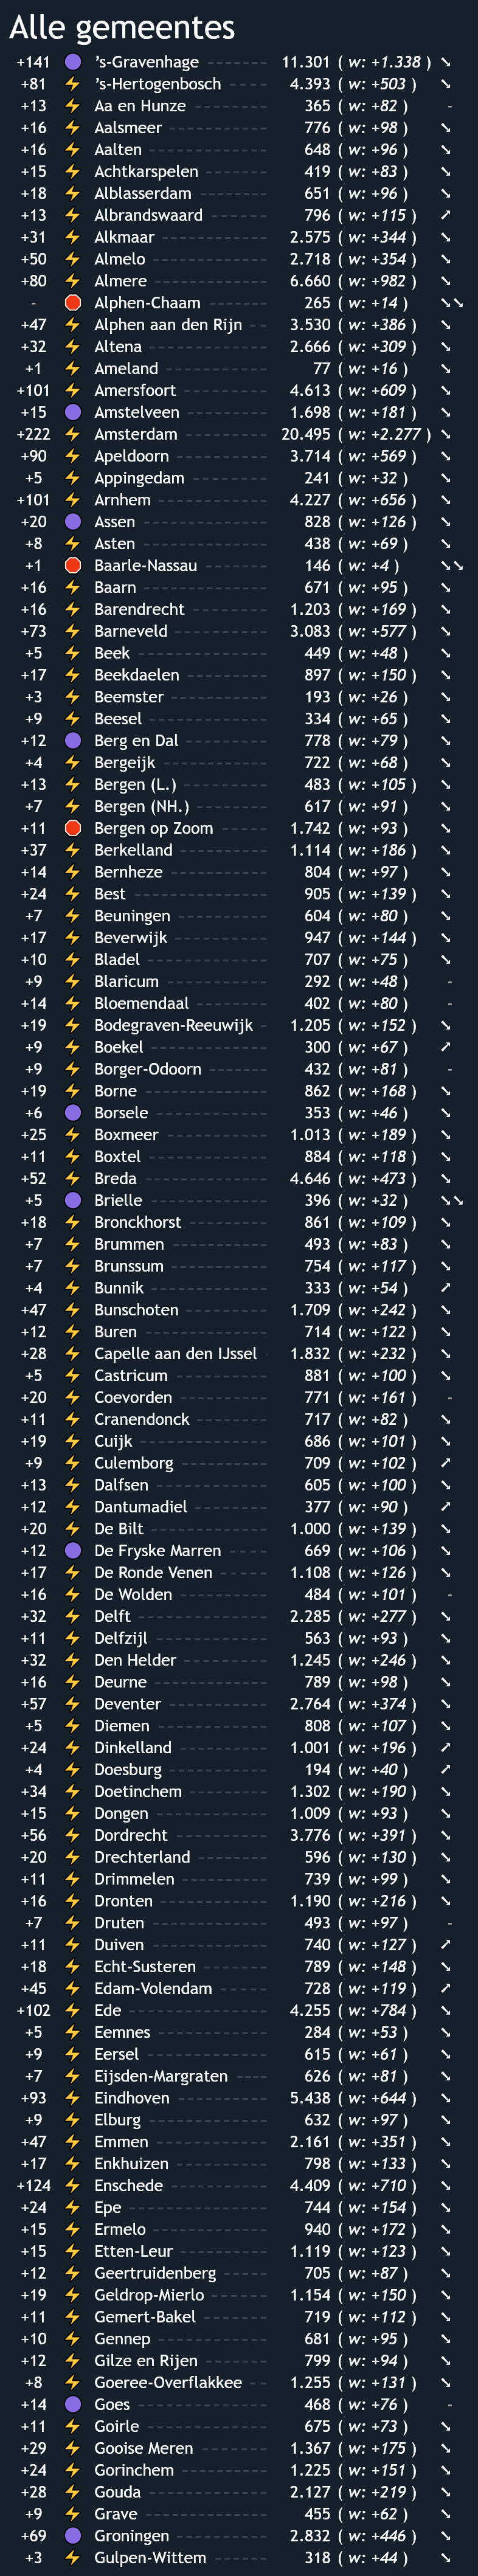 Alle gemeentes
+141 's-Gravenhage 11.301 ( w: +1.338 )
+81 's-Hertogenbosch 4.393 ( w: +503 )
+13 Aa en Hunze 365 ( w: +82 ) -
+16 Aalsmeer 776 ( w: +98 )
+16 Aalten 648 ( w: +96 )
+15 Achtkarspelen 419 ( w: +83 )
+18 Alblasserdam 651 ( w: +96 )
+13 Albrandswaard 796 ( w: +115 )
+31 Alkmaar 2.575 ( w: +344 )
+50 Almelo 2.718 ( w: +354 )
+80 Almere 6.660 ( w: +982 )
- Alphen-Chaam 265 ( w: +14 )
+47 Alphen aan den Rijn 3.530 ( w: +386 )
+32 Altena 2.666 ( w: +309 )
+1 Ameland 77 ( w: +16 )
+101 Amersfoort 4.613 ( w: +609 )
+15 Amstelveen 1.698 ( w: +181 )
+222 Amsterdam 20.495 ( w: +2.277 )
+90 Apeldoorn 3.714 ( w: +569 )
+5 Appingedam 241 ( w: +32 )
+101 Arnhem 4.227 ( w: +656 )
+20 Assen 828 ( w: +126 )
+8 Asten 438 ( w: +69 )
+1 Baarle-Nassau 146 ( w: +4 )
+16 Baarn 671 ( w: +95 )
+16 Barendrecht 1.203 ( w: +169 )
+73 Barneveld 3.083 ( w: +577 )
+5 Beek 449 ( w: +48 )
+17 Beekdaelen 897 ( w: +150 )
+3 Beemster 193 ( w: +26 )
+9 Beesel 334 ( w: +65 )
+12 Berg en Dal 778 ( w: +79 )
+4 Bergeijk 722 ( w: +68 )
+13 Bergen (L.) 483 ( w: +105 )
+7 Bergen (NH.) 617 ( w: +91 )
+11 Bergen op Zoom 1.742 ( w: +93 )
+37 Berkelland 1.114 ( w: +186 )
+14 Bernheze 804 ( w: +97 )
+24 Best 905 ( w: +139 )
+7 Beuningen 604 ( w: +80 )
+17 Beverwijk 947 ( w: +144 )
+10 Bladel 707 ( w: +75 )
+9 Blaricum 292 ( w: +48 ) -
+14 Bloemendaal 402 ( w: +80 ) -
+19 Bodegraven-Reeuwijk 1.205 ( w: +152 )
+9 Boekel 300 ( w: +67 )
+9 Borger-Odoorn 432 ( w: +81 ) -
+19 Borne 862 ( w: +168 )
+6 Borsele 353 ( w: +46 )
+25 Boxmeer 1.013 ( w: +189 )
+11 Boxtel 884 ( w: +118 )
+52 Breda 4.646 ( w: +473 )
+5 Brielle 396 ( w: +32 )
+18 Bronckhorst 861 ( w: +109 )
+7 Brummen 493 ( w: +83 )
+7 Brunssum 754 ( w: +117 )
+4 Bunnik 333 ( w: +54 )
+47 Bunschoten 1.709 ( w: +242 )
+12 Buren 714 ( w: +122 )
+28 Capelle aan den IJssel 1.832 ( w: +232 )
+5 Castricum 881 ( w: +100 )
+20 Coevorden 771 ( w: +161 ) -
+11 Cranendonck 717 ( w: +82 )
+19 Cuijk 686 ( w: +101 )
+9 Culemborg 709 ( w: +102 )
+13 Dalfsen 605 ( w: +100 )
+12 Dantumadiel 377 ( w: +90 )
+20 De Bilt 1.000 ( w: +139 )
+12 De Fryske Marren 669 ( w: +106 )
+17 De Ronde Venen 1.108 ( w: +126 )
+16 De Wolden 484 ( w: +101 ) -
+32 Delft 2.285 ( w: +277 )
+11 Delfzijl 563 ( w: +93 )
+32 Den Helder 1.245 ( w: +246 )
+16 Deurne 789 ( w: +98 )
+57 Deventer 2.764 ( w: +374 )
+5 Diemen 808 ( w: +107 )
+24 Dinkelland 1.001 ( w: +196 )
+4 Doesburg 194 ( w: +40 )
+34 Doetinchem 1.302 ( w: +190 )
+15 Dongen 1.009 ( w: +93 )
+56 Dordrecht 3.776 ( w: +391 )
+20 Drechterland 596 ( w: +130 )
+11 Drimmelen 739 ( w: +99 )
+16 Dronten 1.190 ( w: +216 )
+7 Druten 493 ( w: +97 ) -
+11 Duiven 740 ( w: +127 )
+18 Echt-Susteren 789 ( w: +148 )
+45 Edam-Volendam 728 ( w: +119 )
+102 Ede 4.255 ( w: +784 )
+5 Eemnes 284 ( w: +53 )
+9 Eersel 615 ( w: +61 )
+7 Eijsden-Margraten 626 ( w: +81 )
+93 Eindhoven 5.438 ( w: +644 )
+9 Elburg 632 ( w: +97 )
+47 Emmen 2.161 ( w: +351 )
+17 Enkhuizen 798 ( w: +133 )
+124 Enschede 4.409 ( w: +710 )
+24 Epe 744 ( w: +154 )
+15 Ermelo 940 ( w: +172 )
+15 Etten-Leur 1.119 ( w: +123 )
+12 Geertruidenberg 705 ( w: +87 )
+19 Geldrop-Mierlo 1.154 ( w: +150 )
+11 Gemert-Bakel 719 ( w: +112 )
+10 Gennep 681 ( w: +95 )
+12 Gilze en Rijen 799 ( w: +94 )
+8 Goeree-Overflakkee 1.255 ( w: +131 )
+14 Goes 468 ( w: +76 ) -
+11 Goirle 675 ( w: +73 )
+29 Gooise Meren 1.367 ( w: +175 )
+24 Gorinchem 1.225 ( w: +151 )
+28 Gouda 2.127 ( w: +219 )
+9 Grave 455 ( w: +62 )
+69 Groningen 2.832 ( w: +446 )
+3 Gulpen-Wittem 318 ( w: +44 )